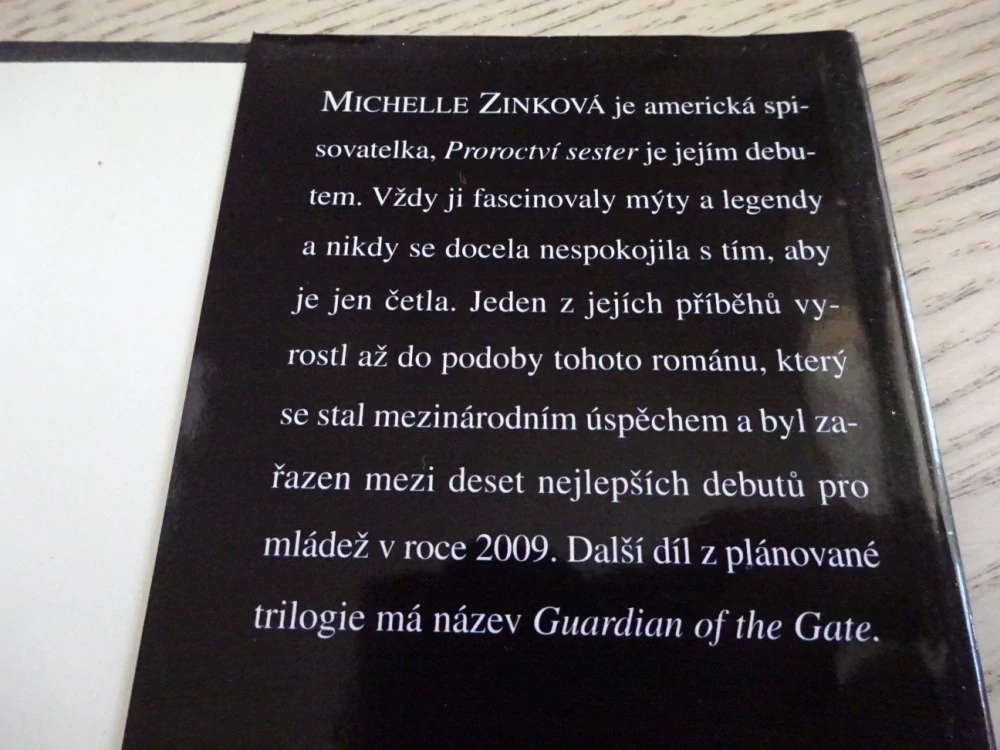 MICHELLE ZINKOVÁ je americká spi-
sovatelka, Proroctví sester je jejím debu-
tem. Vždy ji fascinovaly mýty a legendy
a nikdy se docela nespokojila s tím, aby
je jen četla. Jeden z jejích příběhů vy-
rostl až do podoby tohoto románu, který
se stal mezinárodním úspěchem a byl za-
řazen mezi deset nejlepších debutů pro
mládež v roce 2009. Další díl z plánované
trilogie má název Guardian of the Gate.